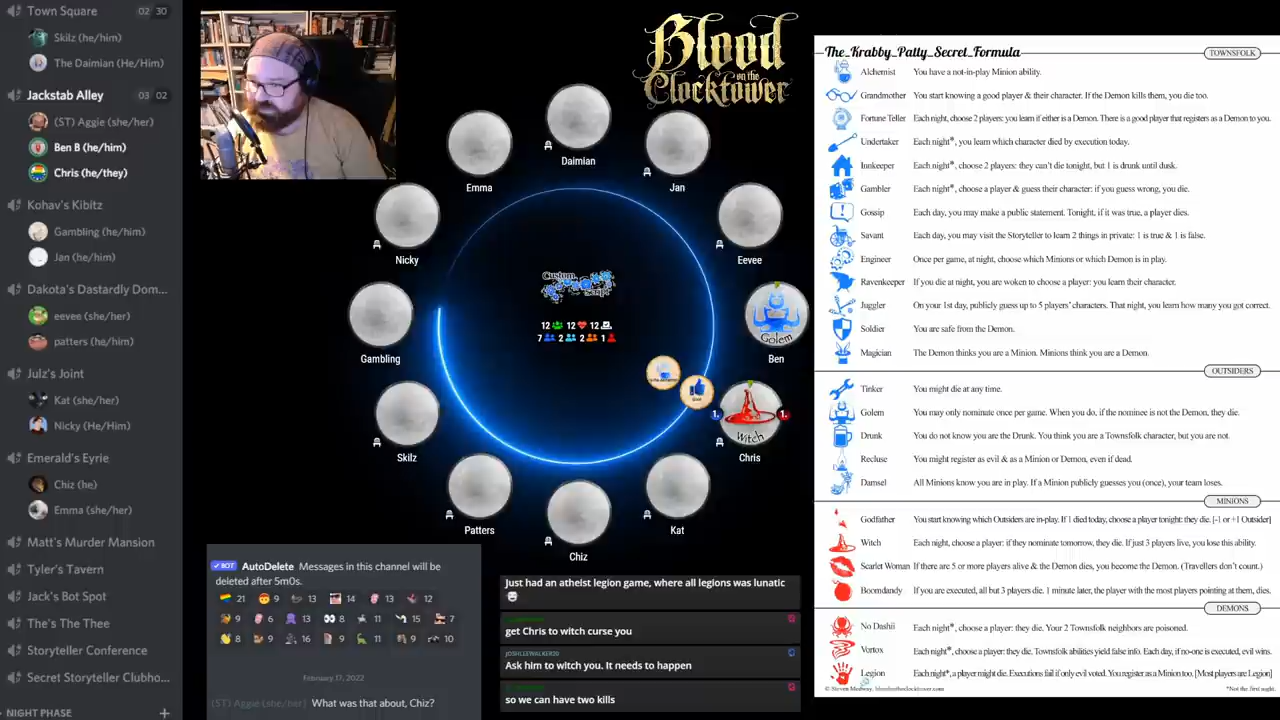 Town Square
02 30
Skilz (he/him)
The Daimian (He/Him)
Jackstab Alley
03 02
(ST) Aggie (she/her)
Ben B (he/him)
Chris (he/they)
Kohav's Kibitz
Gambling (he/him)
Jan (he/him)
Dakota's Dastardly Dom...
eevee (she/her)
patters (he/him)
Julz's Joint
Kat (she/her)
Nicky (He/Him)
Emerald's Eyrie
Chiz (he)
Emma (she/her)
Matt's Murder Mansion
Tyler's Tavern
Jack's Bot Spot
The's The Tree
Storyteller Conference
Secret Storyteller Clubho...
NIGHT PHASE
Blood
on the
Clocktower
Daimian
Emma
Jan
Nicky
Eevee
Gambling
Golem
Ben
Custom
Script
12 12 12
7 2 2 1
Skilz
Witch
Chris
Patters
Kat
Chiz
BOT AutoDelete Messages in this channel will be
deleted after 5m0s.
21 9 13 14 13 12
9 6 13 8 11 15 7
8 9 16 9 11 9 10
February 17, 2022
(ST) Aggie (she/her) What was that about, Chiz?
Just had an atheist legion game, where all legions was lunatic
get Chris to witch curse you
JOSHLEEWALKER39
Ask him to witch you. It needs to happen
so we can have two kills
The_Krabby_Patty_Secret_Formula
TOWNSFOLK
Alchemist You have a not-in-play Minion ability.
Grandmother You start knowing a good player & their character. If the Demon kills them, you die too.
Fortune Teller Each night, choose 2 players: you learn if either is a Demon. There is a good player that registers as a Demon to you.
Undertaker Each night*, you learn which character died by execution today.
Innkeeper Each night*, choose 2 players: they can't die tonight, but 1 is drunk until dusk.
Gambler Each night*, choose a player & guess their character: if you guess wrong, you die.
Gossip Each day, you may make a public statement. Tonight, if it was true, a player dies.
Savant Each day, you may visit the Storyteller to learn 2 things in private: 1 is true & 1 is false.
Engineer Once per game, at night, choose which Minions or which Demon is in play.
Ravenkeeper If you die at night, you are woken to choose a player: you learn their character.
Juggler On your 1st day, publicly guess up to 5 players' characters. That night, you learn how many you got correct.
Soldier You are safe from the Demon.
Magician The Demon thinks you are a Minion. Minions think you are a Demon.
OUTSIDERS
Tinker You might die at any time.
Golem You may only nominate once per game. When you do, if the nominee is not the Demon, they die.
Drunk You do not know you are the Drunk. You think you are a Townsfolk character, but you are not.
Recluse You might register as evil & as a Minion or Demon, even if dead.
Damsel All Minions know you are in play. If a Minion publicly guesses you (once), your team loses.
MINIONS
Godfather You start knowing which Outsiders are in-play. If 1 died today, choose a player tonight: they die. [-1 or +1 Outsider]
Witch Each night, choose a player: if they nominate tomorrow, they die. If just 3 players live, you lose this ability.
Scarlet Woman If there are 5 or more players alive & the Demon dies, you become the Demon. (Travellers don't count.)
Boomdandy If you are executed, all but 3 players die. 1 minute later, the player with the most players pointing at them, dies.
DEMONS
No Dashii Each night*, choose a player: they die. Your 2 Townsfolk neighbors are poisoned.
Vortox Each night*, choose a player: they die. Townsfolk abilities yield false info. Each day, if no-one is executed, evil wins.
Legion Each night*, a player might die. Executions fail if only evil voted. You register as a Minion too. [Most players are Legion]
© Steven Medway, bloodontheclocktower.com
*Not the first night.